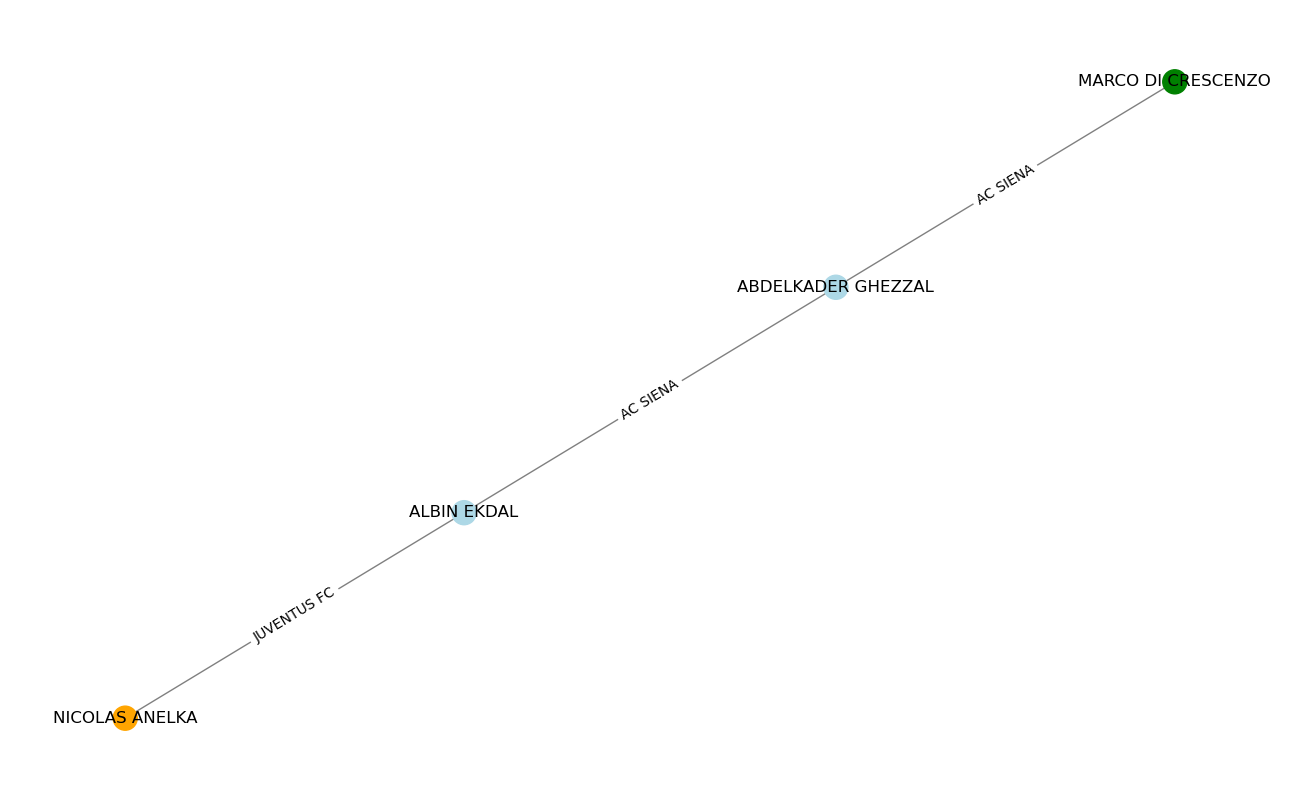 MARCO DI CRESCENZO
AC SIENA
ABDELKADER GHEZZAL
AC SIENA
ALBIN EKDAL
JUVENTUS FC
NICOLAS ANELKA